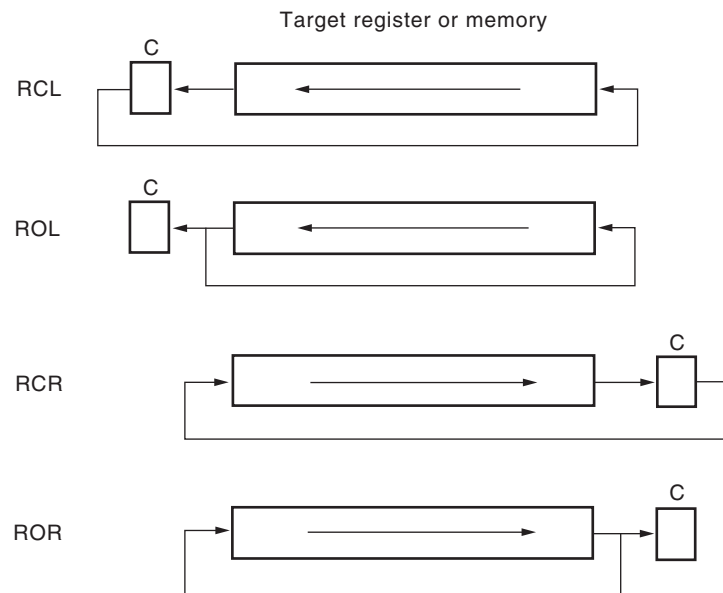 Target register or memory
C
RCL
C
ROL
C
RCR
C
ROR